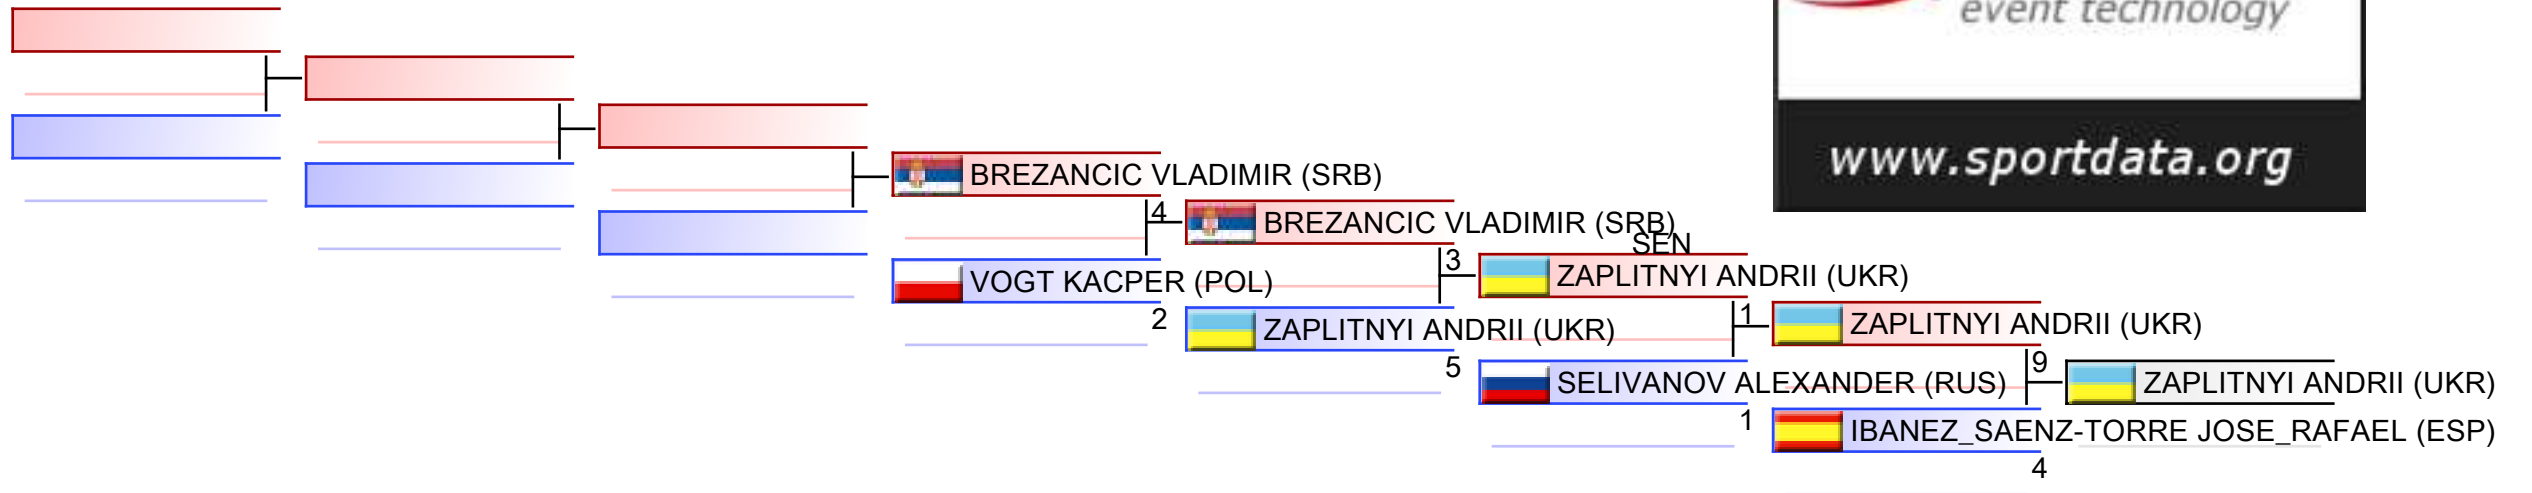 event technology
www.sportdata.org
BREZANCIC VLADIMIR (SRB)
4
BREZANCIC VLADIMIR (SRB)
SEN
VOGT KACPER (POL)
2
3
ZAPLITNYI ANDRII (UKR)
ZAPLITNYI ANDRII (UKR)
5
1
ZAPLITNYI ANDRII (UKR)
SELIVANOV ALEXANDER (RUS)
1
9
ZAPLITNYI ANDRII (UKR)
IBANEZ_SAENZ-TORRE JOSE_RAFAEL (ESP)
4